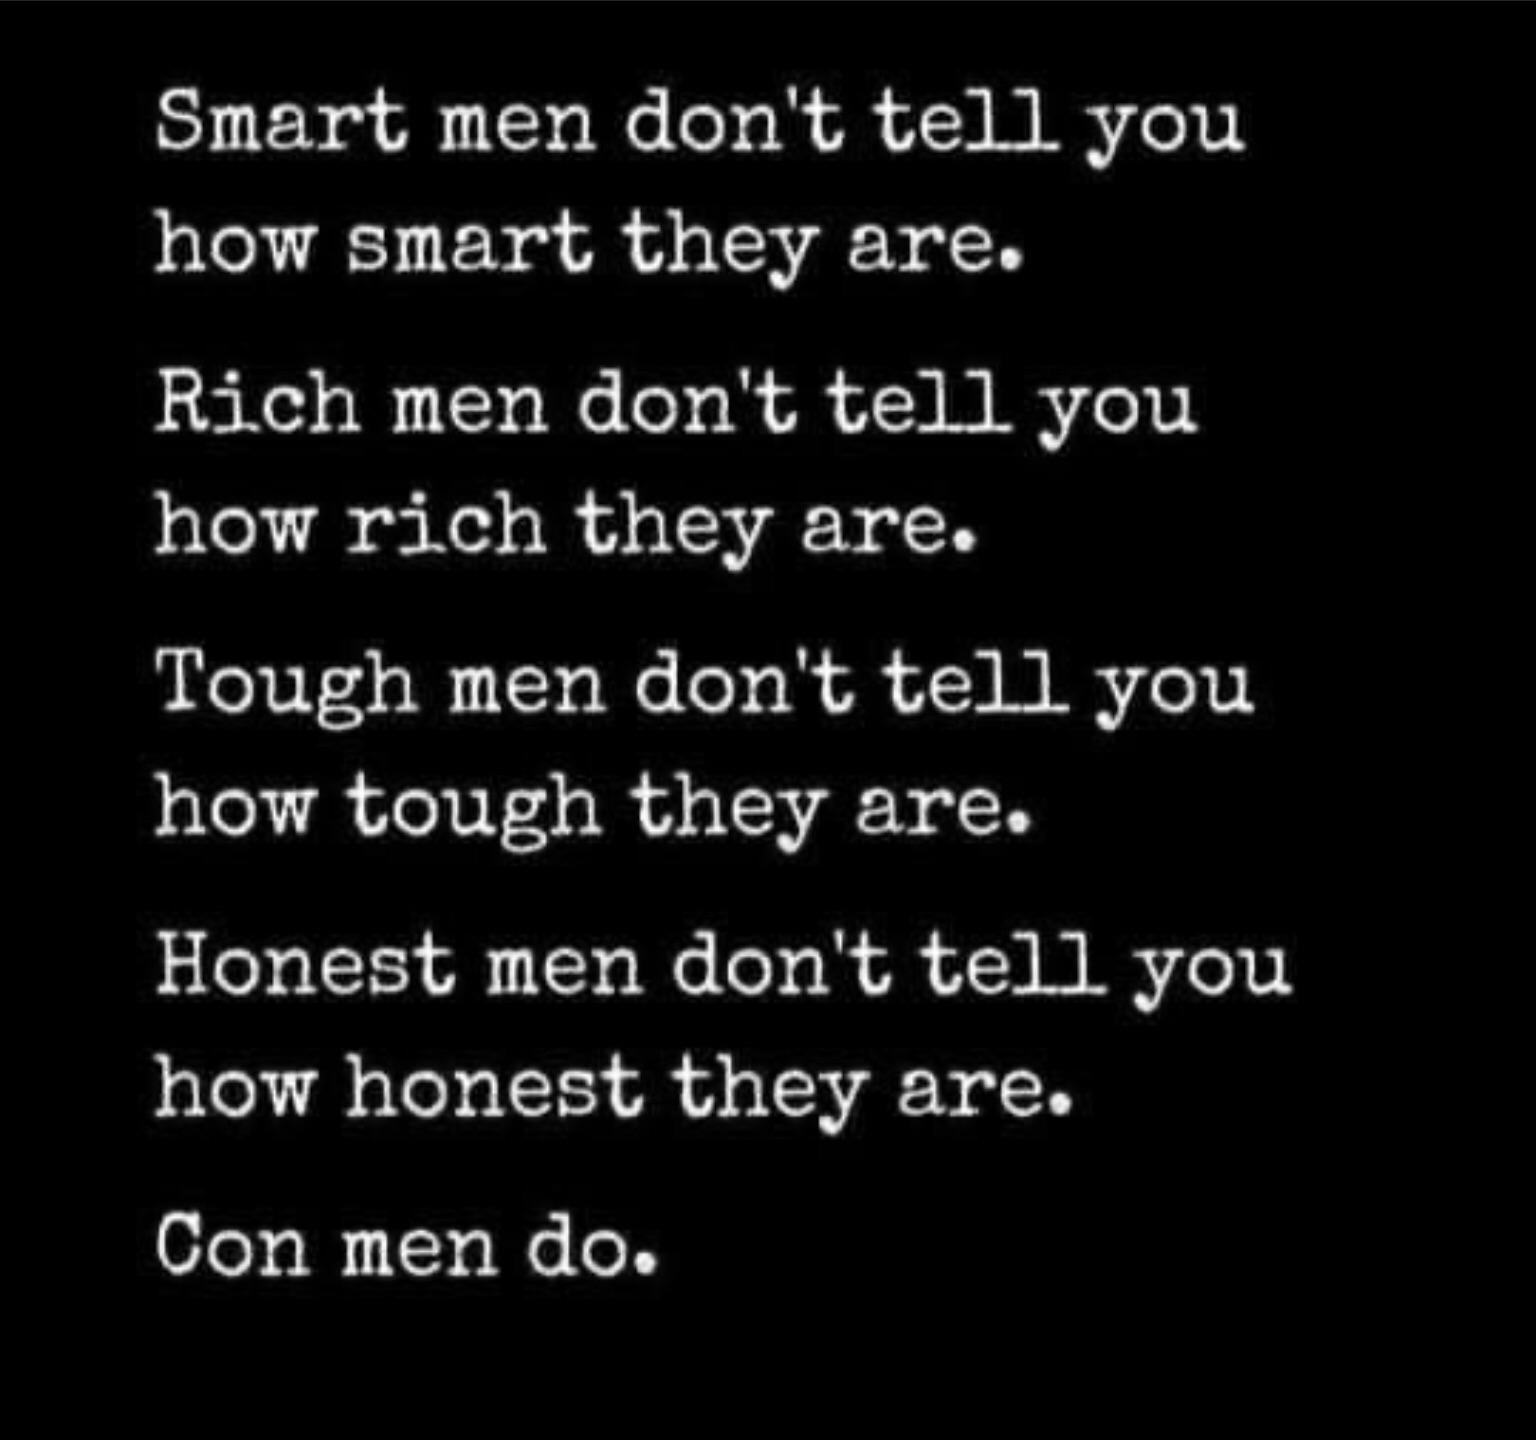 Smart men don't tell you
how smart they are.
Rich men don't tell you
how rich they are.
Tough men don't tell you
how tough they are.
Honest men don't tell you
how honest they are.
Con men do.